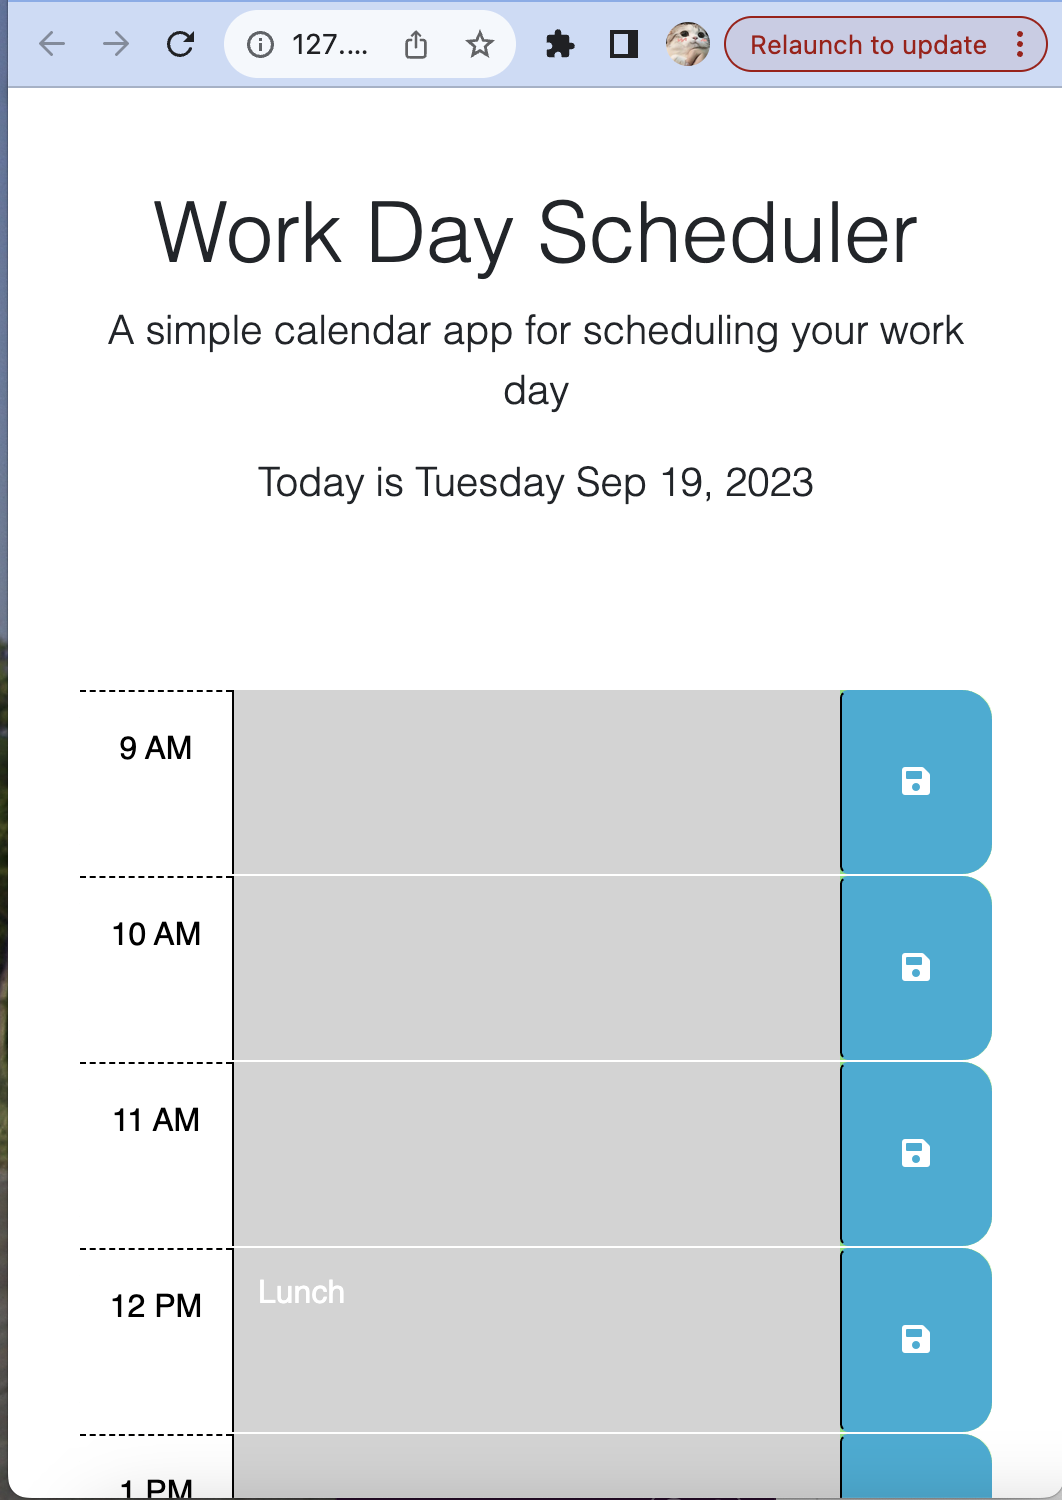 127....
Relaunch to update
Work Day Scheduler
A simple calendar app for scheduling your work
day
Today is Tuesday Sep 19, 2023
9 AM
10 AM
11 AM
12 PM
Lunch
1 PM